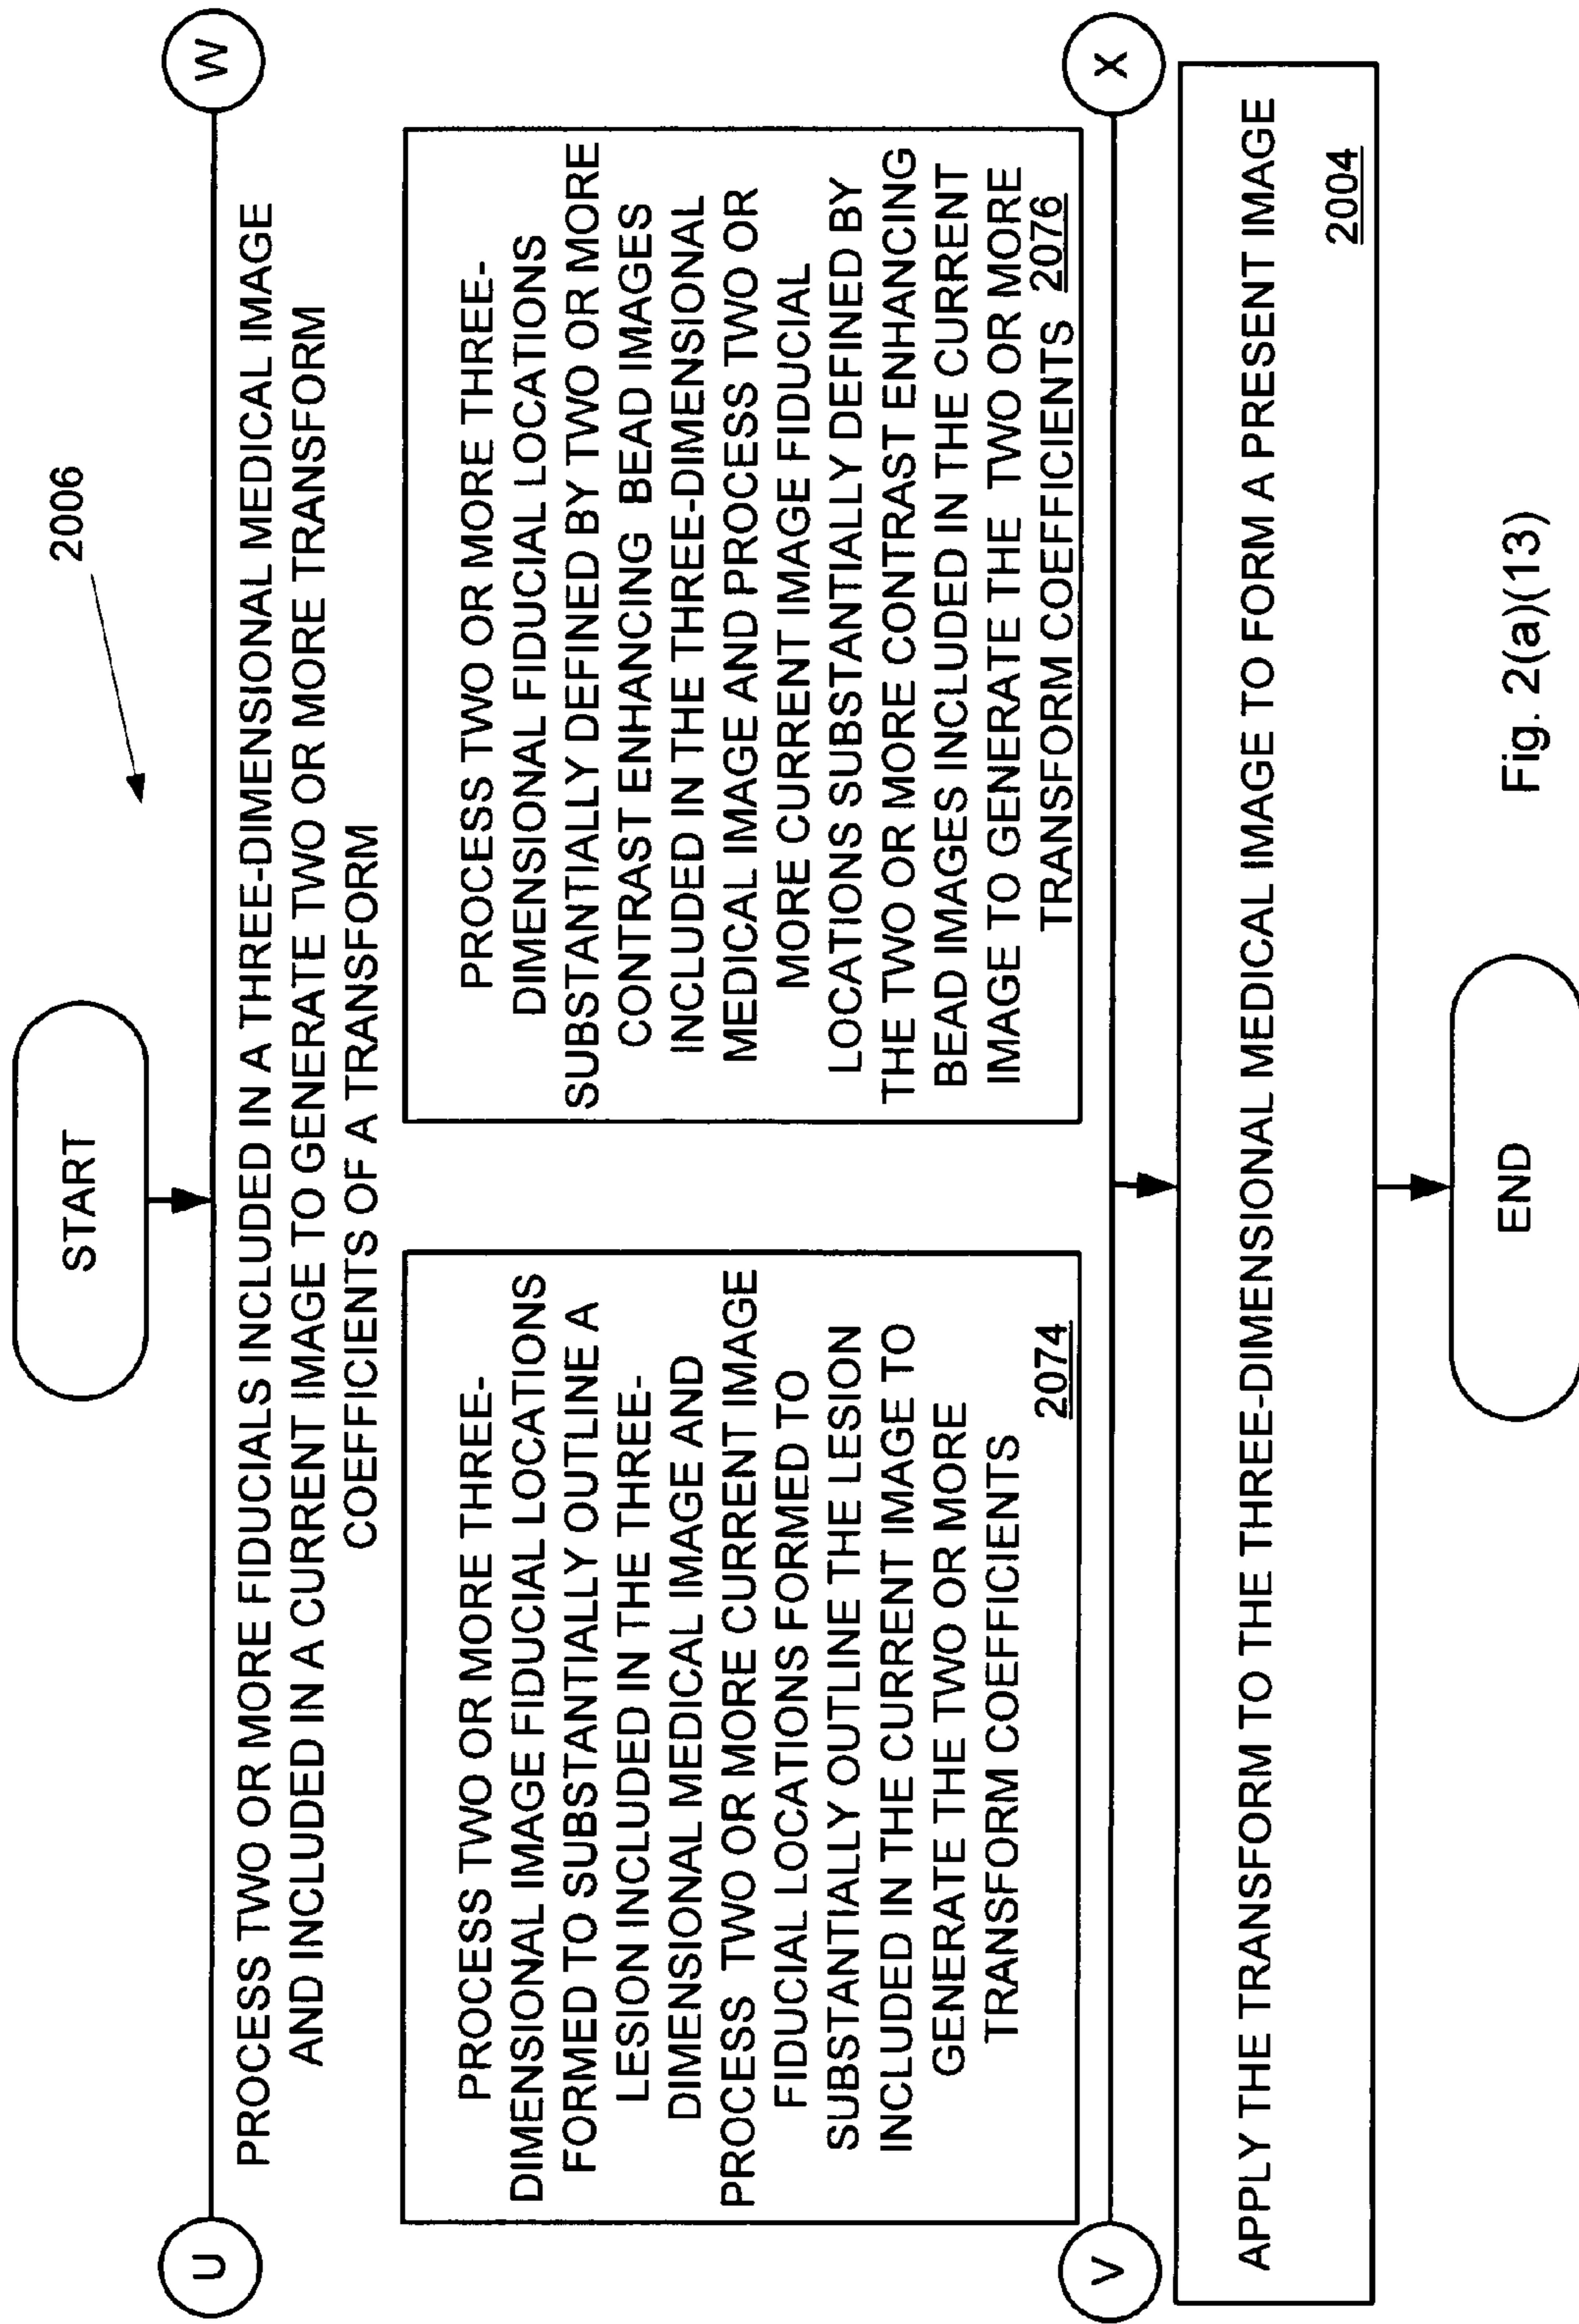 2006
START
U
W
PROCESS TWO OR MORE FIDUCIALS INCLUDED IN A THREE-DIMENSIONAL MEDICAL IMAGE
AND INCLUDED IN A CURRENT IMAGE TO GENERATE TWO OR MORE TRANSFORM
COEFFICIENTS OF A TRANSFORM
PROCESS TWO OR MORE THREE-
DIMENSIONAL IMAGE FIDUCIAL LOCATIONS
FORMED TO SUBSTANTIALLY OUTLINE A
LESION INCLUDED IN THE THREE-
DIMENSIONAL MEDICAL IMAGE AND
PROCESS TWO OR MORE CURRENT IMAGE
FIDUCIAL LOCATIONS FORMED TO
SUBSTANTIALLY OUTLINE THE LESION
INCLUDED IN THE CURRENT IMAGE TO
GENERATE THE TWO OR MORE
TRANSFORM COEFFICIENTS
2074
PROCESS TWO OR MORE THREE-
DIMENSIONAL FIDUCIAL LOCATIONS
SUBSTANTIALLY DEFINED BY TWO OR MORE
CONTRAST ENHANCING BEAD IMAGES
INCLUDED IN THE THREE-DIMENSIONAL
MEDICAL IMAGE AND PROCESS TWO OR
MORE CURRENT IMAGE FIDUCIAL
LOCATIONS SUBSTANTIALLY DEFINED BY
THE TWO OR MORE CONTRAST ENHANCING
BEAD IMAGES INCLUDED IN THE CURRENT
IMAGE TO GENERATE THE TWO OR MORE
TRANSFORM COEFFICIENTS 2076
V
X
APPLY THE TRANSFORM TO THE THREE-DIMENSIONAL MEDICAL IMAGE TO FORM A PRESENT IMAGE
2004
END
Fig. 2(a)(13)